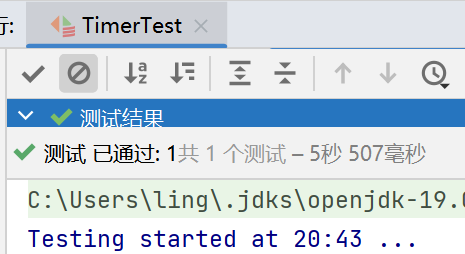 行: TimerTest
测试结果
测试 已通过: 1共 1 个测试 – 5秒 507毫秒
C:\Users\ling\.jdks\openjdk-19.
Testing started at 20:43 ...